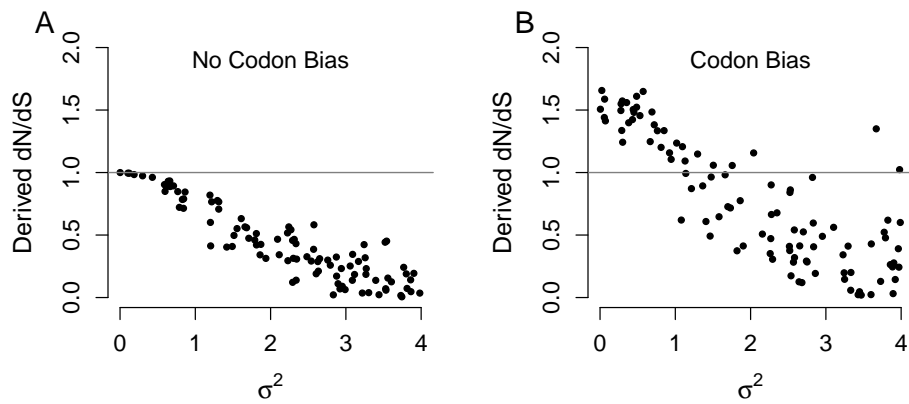 A
No Codon Bias
Derived dN/dS
0.0 0.5 1.0 1.5 2.0
0 1 2 3 4
σ²
B
Codon Bias
Derived dN/dS
0.0 0.5 1.0 1.5 2.0
0 1 2 3 4
σ²